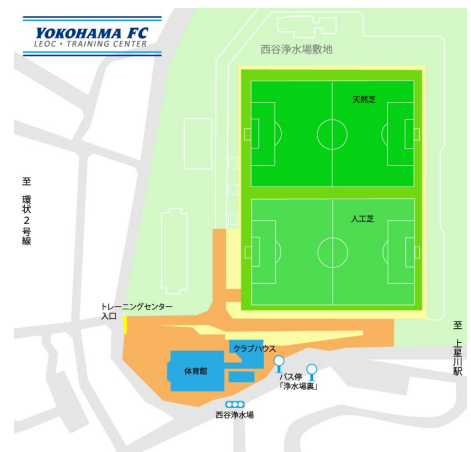 YOKOHAMA FC
LEOC・TRAINING CENTER
西谷浄水場敷地
天然芝
至 環状2号線
人工芝
トレーニングセンター
入口
至 上星川駅
クラブハウス
体育館
バス停
「浄水場裏」
西谷浄水場